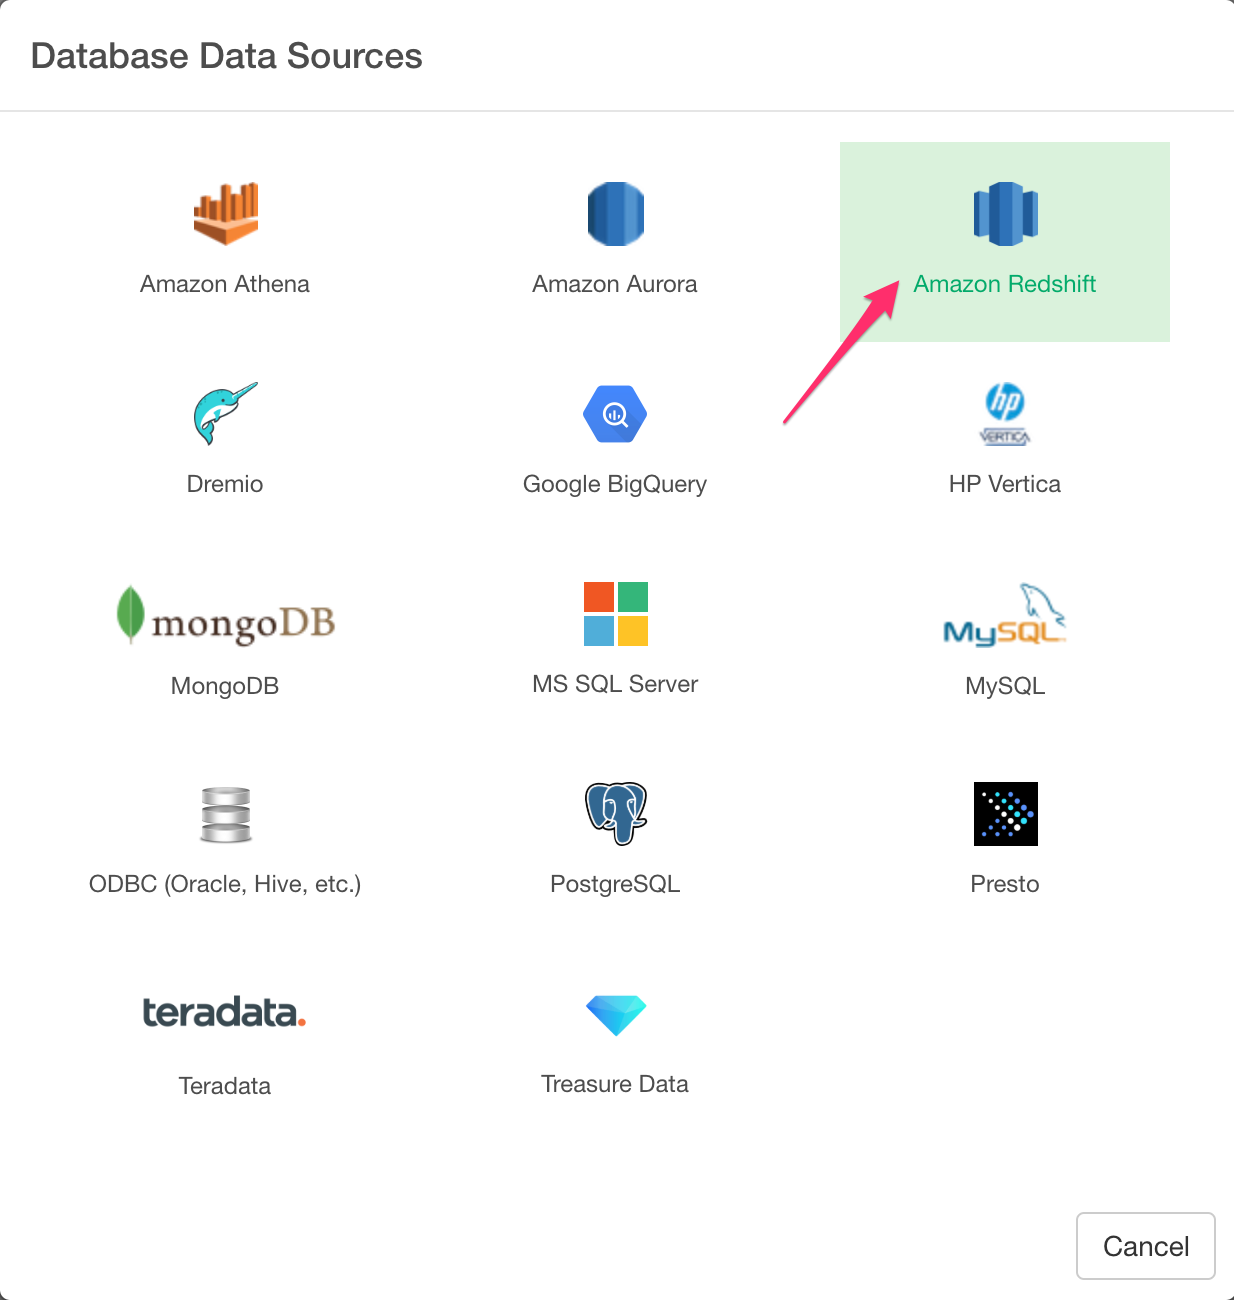 Database Data Sources
Amazon Athena
Amazon Aurora
Amazon Redshift
Dremio
Google BigQuery
hp
VERTICA
HP Vertica
mongoDB
MongoDB
MS SQL Server
MySQL
MySQL
ODBC (Oracle, Hive, etc.)
PostgreSQL
Presto
teradata.
Teradata
Treasure Data
Cancel